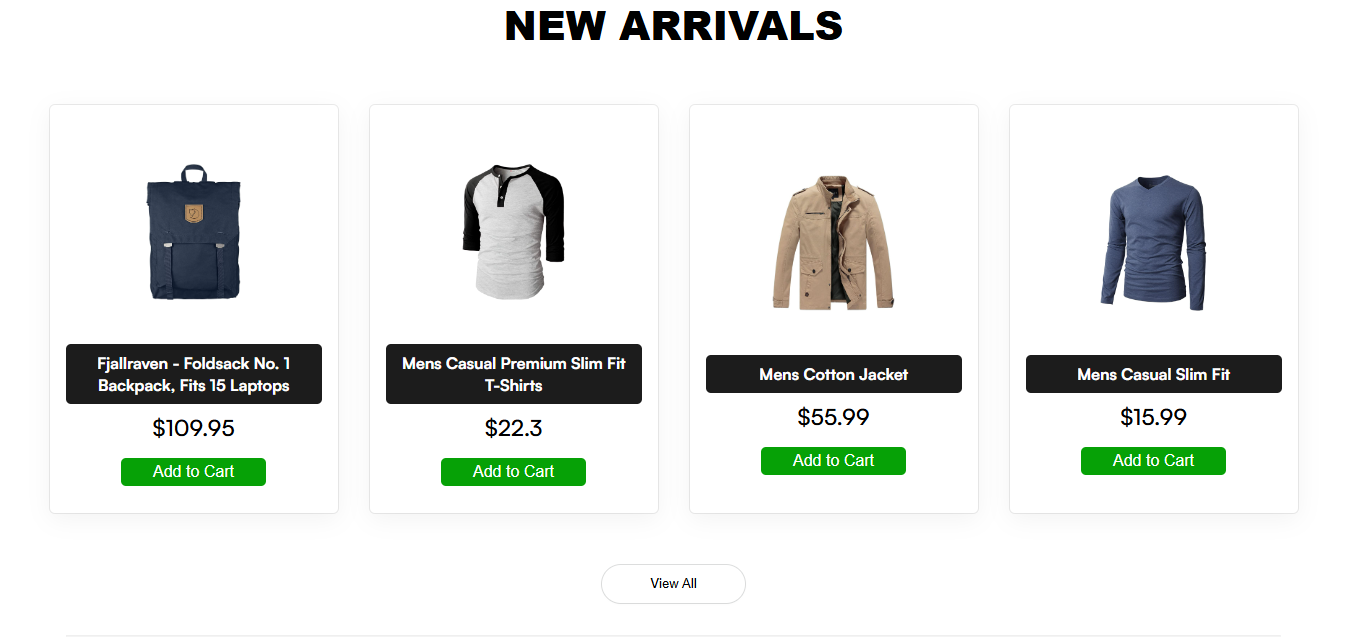 NEW ARRIVALS
Fjallraven - Foldsack No. 1
Backpack, Fits 15 Laptops
$109.95
Add to Cart
Mens Casual Premium Slim Fit
T-Shirts
$22.3
Add to Cart
Mens Cotton Jacket
$55.99
Add to Cart
Mens Casual Slim Fit
$15.99
Add to Cart
View All